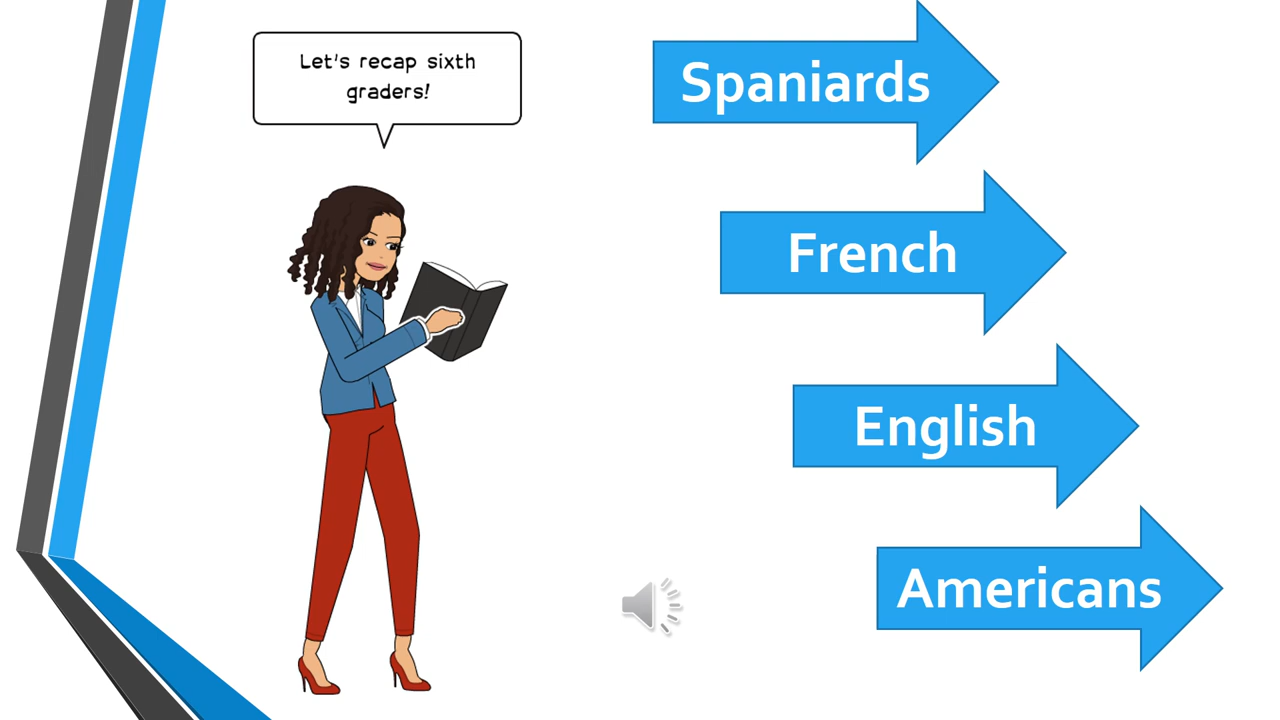 Let's recap sixth
graders!
Spaniards
French
English
Americans